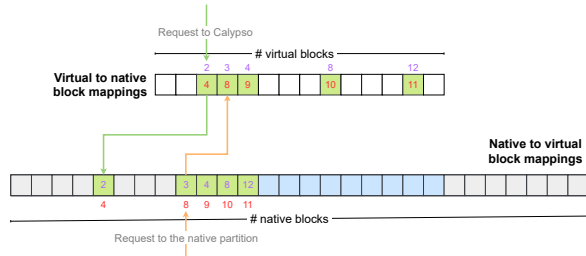 Request to Calypso
# virtual blocks
2 3 4 8 12
Virtual to native
block mappings
4 8 9 10 11
Native to virtual
block mappings
2 3 4 8 12
4 8 9 10 11
# native blocks
Request to the native partition